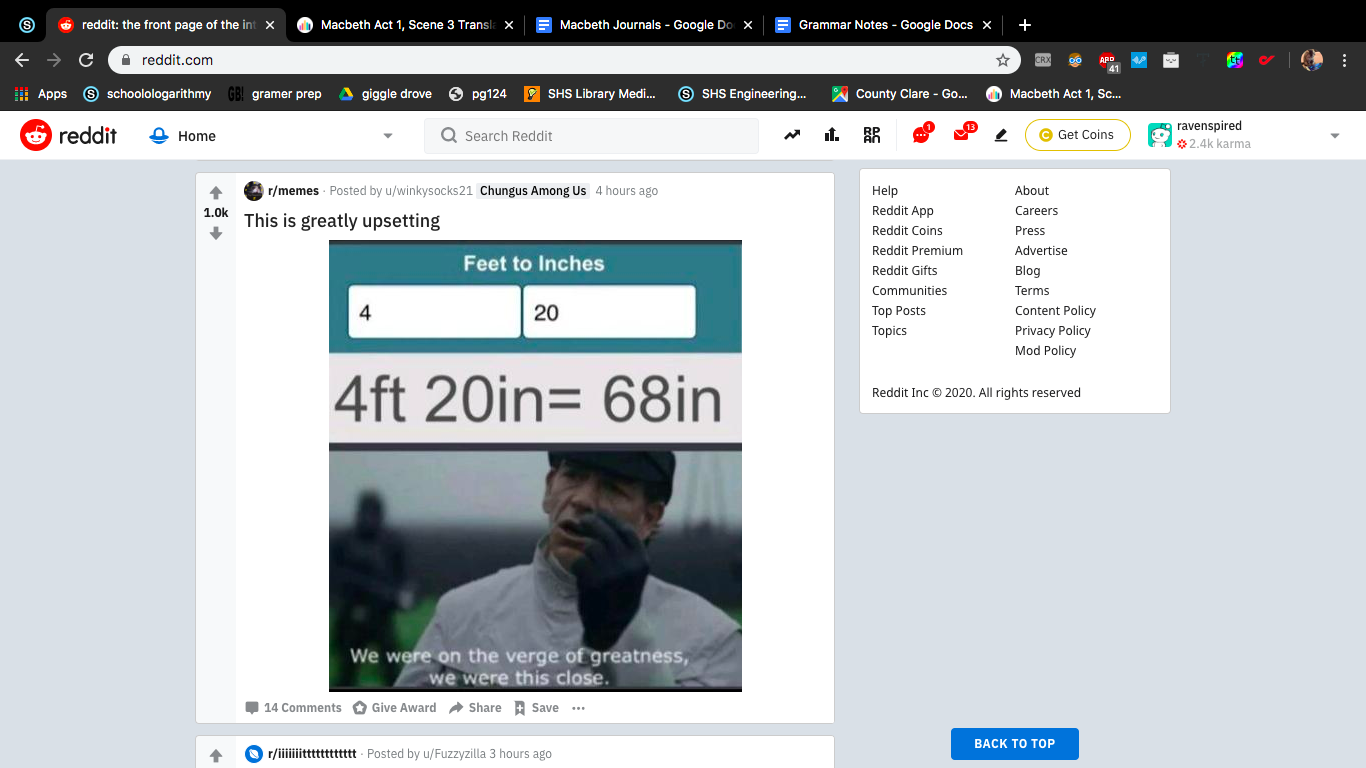 reddit: the front page of the int
Macbeth Act 1, Scene 3 Transla
Macbeth Journals - Google Do
Grammar Notes - Google Docs
reddit.com
CRX
ABP
41
Apps
schoolologarithmy
GB!
gramer prep
giggle drove
pg124
SHS Library Medi...
SHS Engineering...
County Clare - Go...
Macbeth Act 1, Sc...
reddit
Home
Search Reddit
RPAN
1
13
Get Coins
ravenspired
2.4k karma
r/memes · Posted by u/winkysocks21 Chungus Among Us 4 hours ago
1.0k
This is greatly upsetting
Feet to Inches
4
20
4ft 20in= 68in
We were on the verge of greatness,
we were this close.
14 Comments
Give Award
Share
Save
Help
About
Reddit App
Careers
Reddit Coins
Press
Reddit Premium
Advertise
Reddit Gifts
Blog
Communities
Terms
Top Posts
Content Policy
Topics
Privacy Policy
Mod Policy
Reddit Inc © 2020. All rights reserved
BACK TO TOP
r/iiiiiiitttttttttttt · Posted by u/Fuzzyzilla 3 hours ago